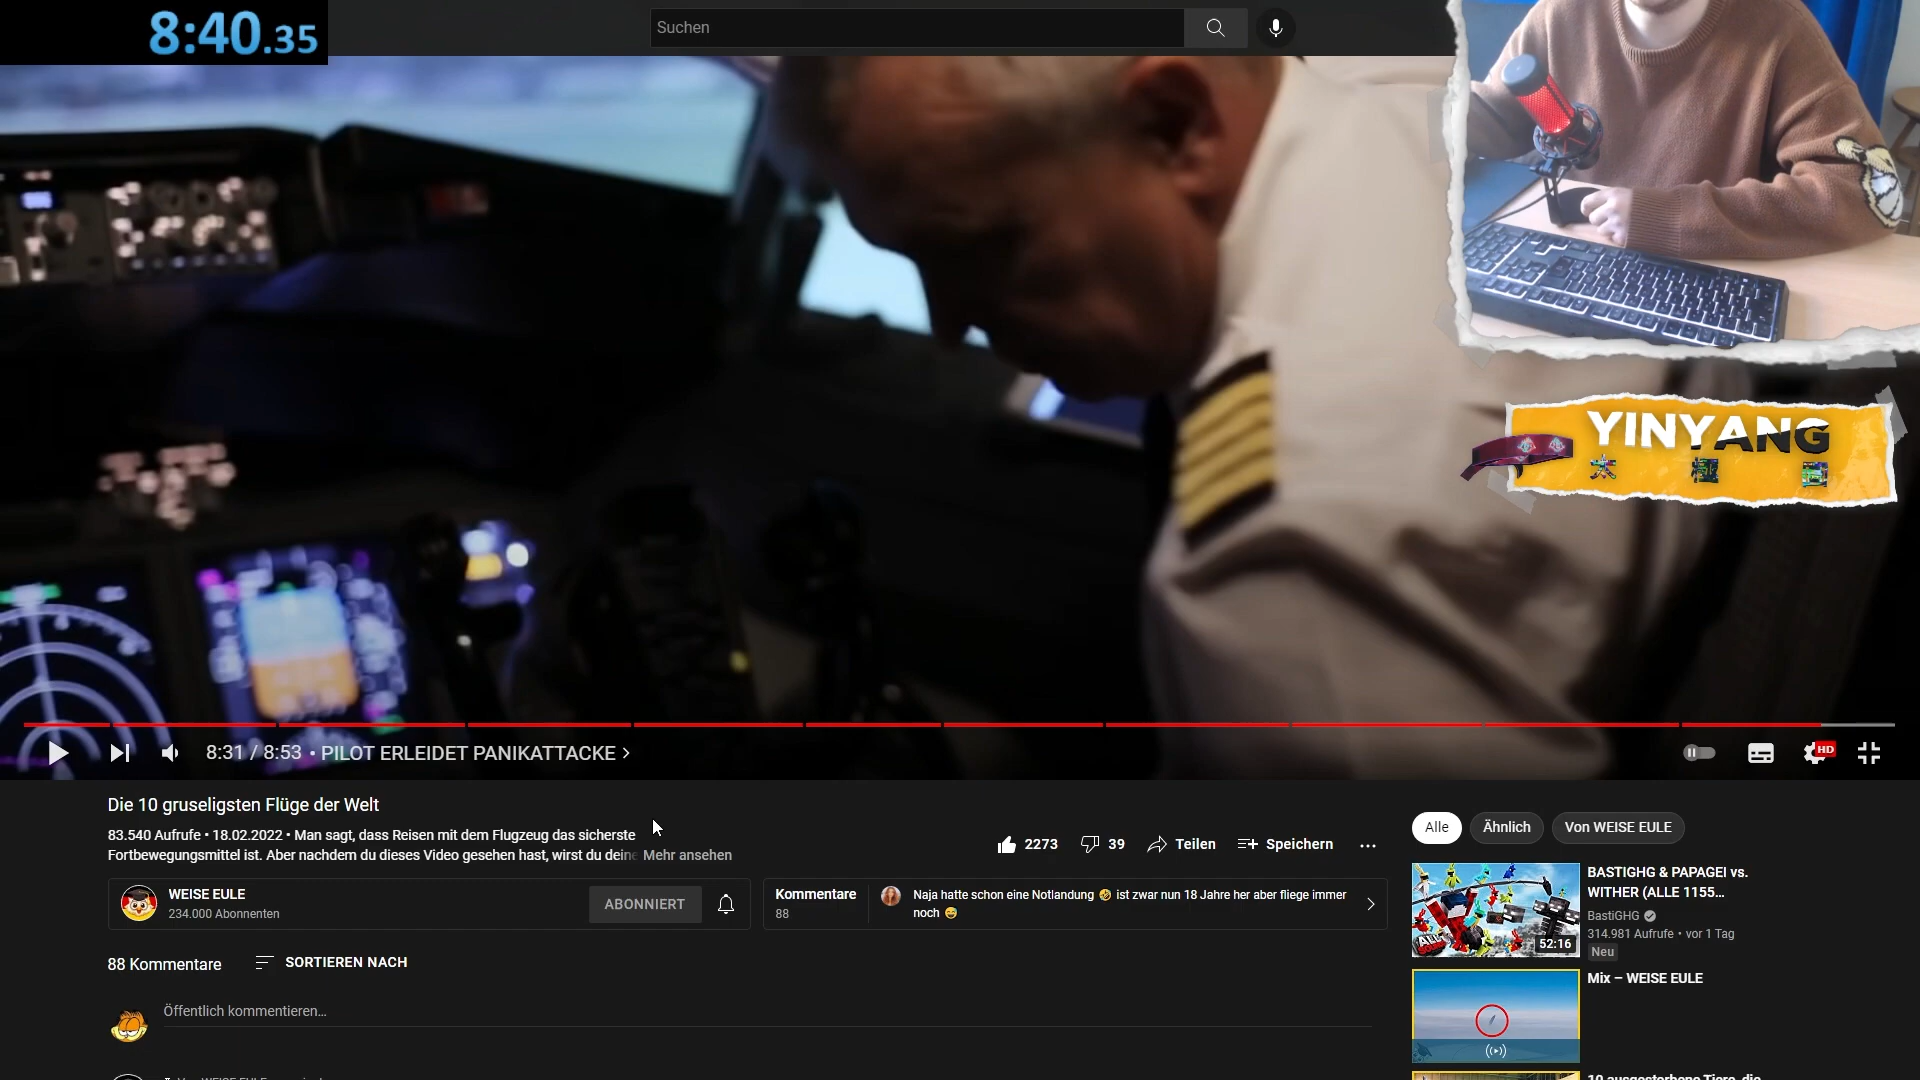 8:40.35
Suchen
YINYANG
8:31 / 8:53 • PILOT ERLEIDET PANIKATTACKE
HD
Die 10 gruseligsten Flüge der Welt
83.540 Aufrufe • 18.02.2022 • Man sagt, dass Reisen mit dem Flugzeug das sicherste
Fortbewegungsmittel ist. Aber nachdem du dieses Video gesehen hast, wirst du deine Mehr ansehen
2273
39
Teilen
Speichern
WEISE EULE
234.000 Abonnenten
ABONNIERT
Kommentare
88
Naja hatte schon eine Notlandung 🤣 ist zwar nun 18 Jahre her aber fliege immer
noch 😅
88 Kommentare
SORTIEREN NACH
Öffentlich kommentieren...
Alle
Ähnlich
Von WEISE EULE
52:16
BASTIGHG & PAPAGEI vs.
WITHER (ALLE 1155...
BastiGHG
314.981 Aufrufe • vor 1 Tag
Neu
Mix – WEISE EULE
10 ausgestorbene Tiere, die